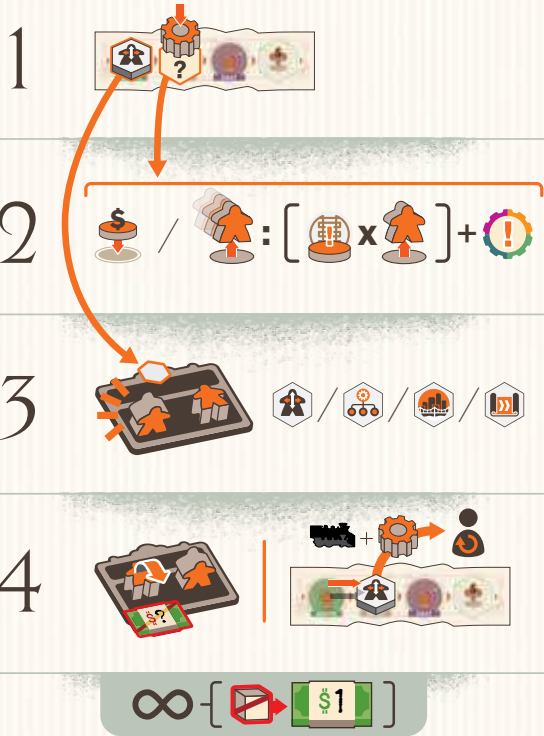 1
?
2
$ / : [ ! x ] + !
3
/ / /
4
+
∞ - [ $1 ]